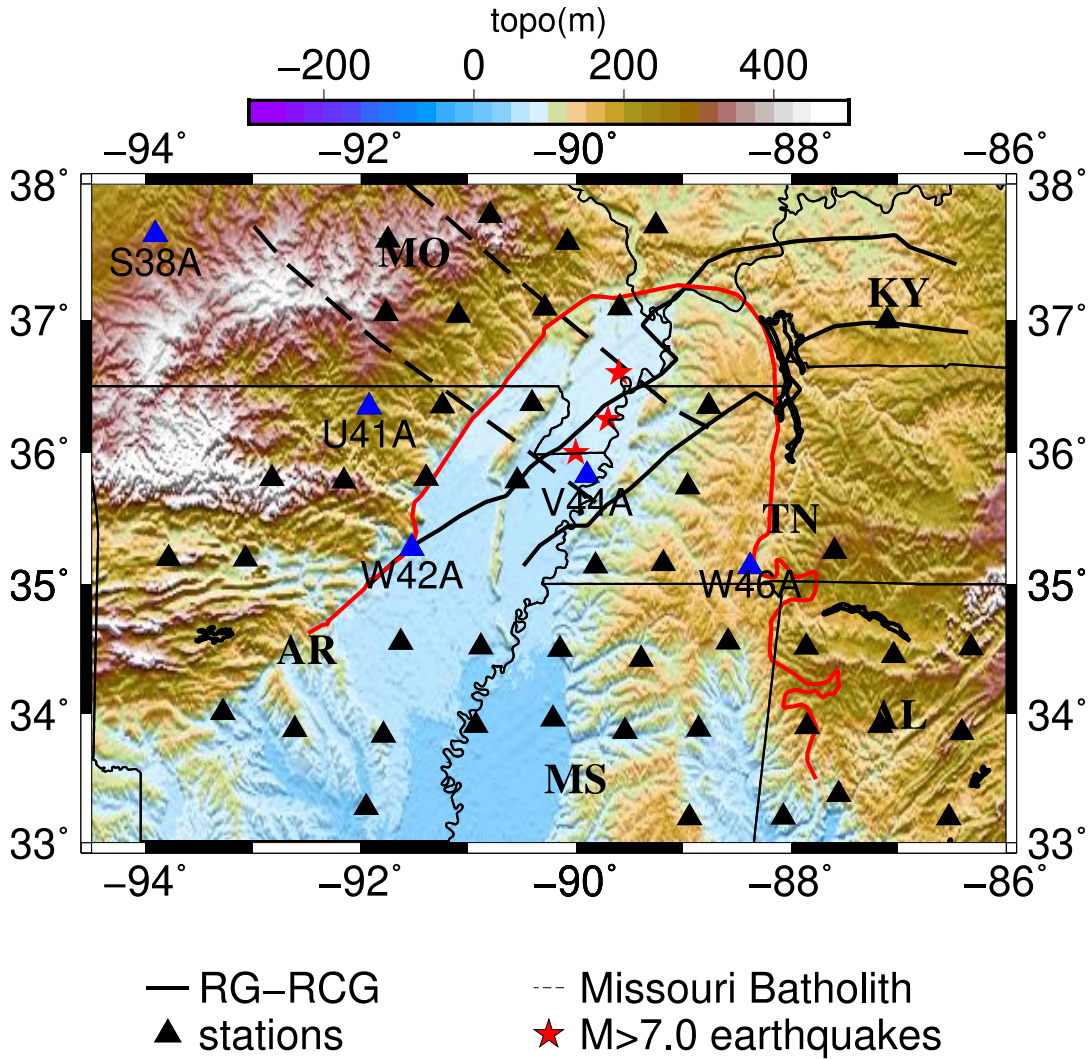 topo(m)
−200 0 200 400
−94° −92° −90° −88° −86°
38° 38°
MO
S38A
KY
37° 37°
U41A
36° 36°
V44A
TN
W42A
W46A
35° 35°
AR
34° 34°
L
MS
33° 33°
−94° −92° −90° −88° −86°
RG−RCG
Missouri Batholith
stations
M>7.0 earthquakes